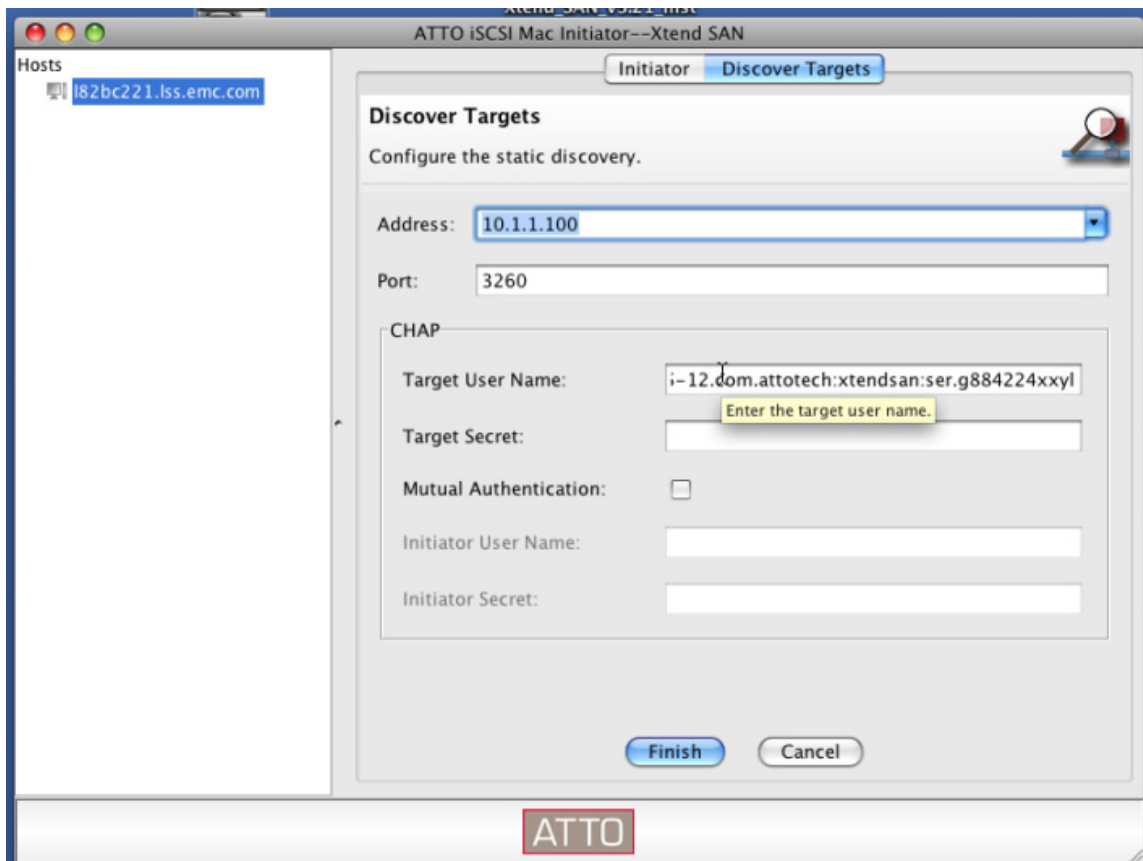 Xtend_SAN_v3.21_inst
ATTO iSCSI Mac Initiator--Xtend SAN
Hosts
l82bc221.lss.emc.com
Initiator
Discover Targets
Discover Targets
Configure the static discovery.
Address:
10.1.1.100
Port:
3260
CHAP
Target User Name:
-12.com.attotech:xtendsan:ser.g884224xxyl
Enter the target user name.
Target Secret:
Mutual Authentication:
Initiator User Name:
Initiator Secret:
Finish
Cancel
ATTO